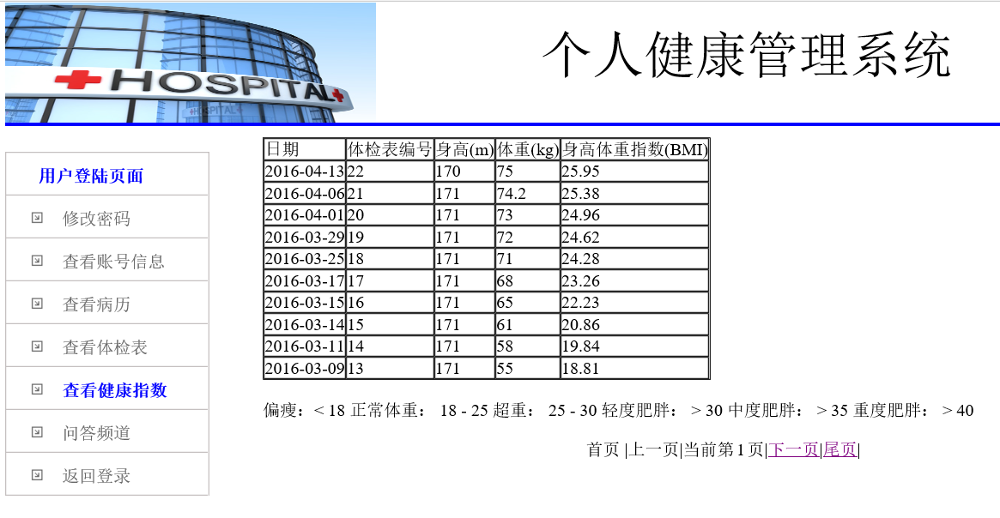 HOSPITAL
HOSPITAL
个人健康管理系统
用户登陆页面
修改密码
查看账号信息
查看病历
查看体检表
查看健康指数
问答频道
返回登录
日期 体检表编号 身高(m) 体重(kg) 身高体重指数(BMI)
2016-04-13 22 170 75 25.95
2016-04-06 21 171 74.2 25.38
2016-04-01 20 171 73 24.96
2016-03-29 19 171 72 24.62
2016-03-25 18 171 71 24.28
2016-03-17 17 171 68 23.26
2016-03-15 16 171 65 22.23
2016-03-14 15 171 61 20.86
2016-03-11 14 171 58 19.84
2016-03-09 13 171 55 18.81
偏瘦：< 18 正常体重： 18 - 25 超重： 25 - 30 轻度肥胖： > 30 中度肥胖： > 35 重度肥胖： > 40
首页 |上一页|当前第1页|下一页|尾页|